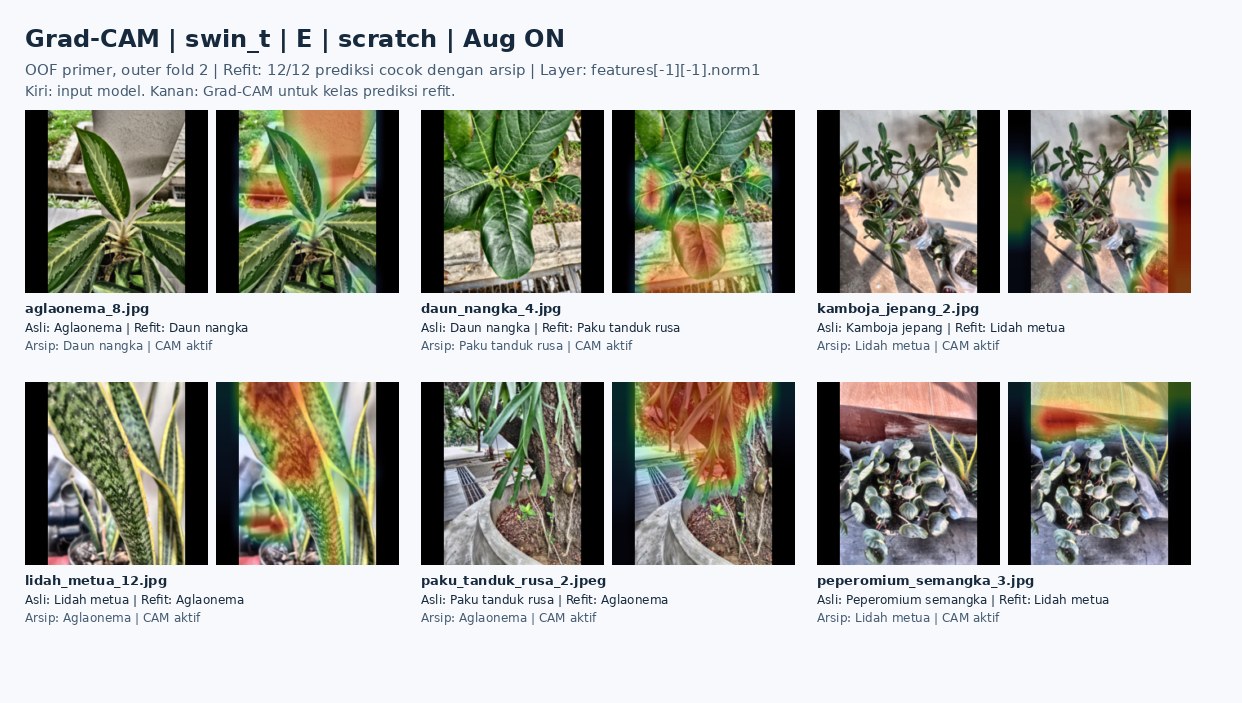 Grad-CAM | swin_t | E | scratch | Aug ON
OOF primer, outer fold 2 | Refit: 12/12 prediksi cocok dengan arsip | Layer: features[-1][-1].norm1
Kiri: input model. Kanan: Grad-CAM untuk kelas prediksi refit.
aglaonema_8.jpg
Asli: Aglaonema | Refit: Daun nangka
Arsip: Daun nangka | CAM aktif
daun_nangka_4.jpg
Asli: Daun nangka | Refit: Paku tanduk rusa
Arsip: Paku tanduk rusa | CAM aktif
kamboja_jepang_2.jpg
Asli: Kamboja jepang | Refit: Lidah metua
Arsip: Lidah metua | CAM aktif
lidah_metua_12.jpg
Asli: Lidah metua | Refit: Aglaonema
Arsip: Aglaonema | CAM aktif
paku_tanduk_rusa_2.jpeg
Asli: Paku tanduk rusa | Refit: Aglaonema
Arsip: Aglaonema | CAM aktif
peperomium_semangka_3.jpg
Asli: Peperomium semangka | Refit: Lidah metua
Arsip: Lidah metua | CAM aktif